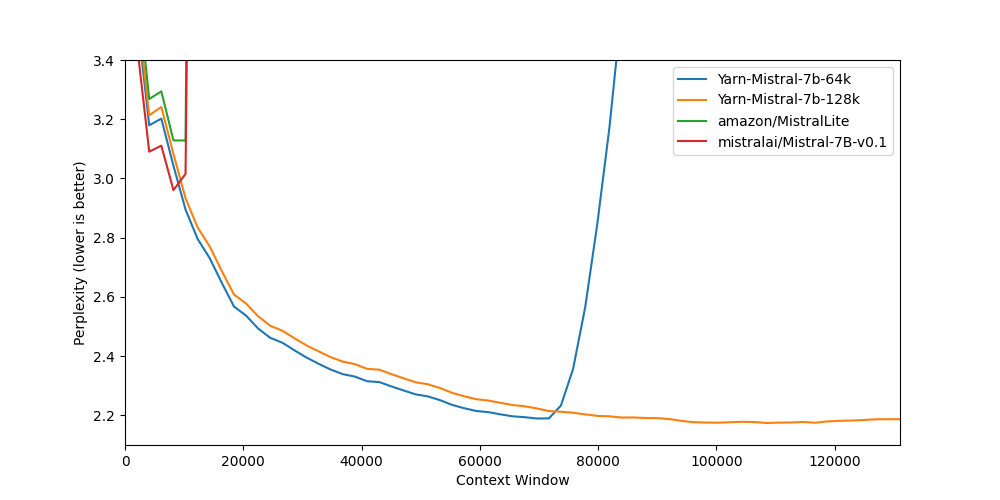 3.4
3.2
3.0
2.8
2.6
2.4
2.2
Perplexity (lower is better)
Yarn-Mistral-7b-64k
Yarn-Mistral-7b-128k
amazon/MistralLite
mistralai/Mistral-7B-v0.1
0 20000 40000 60000 80000 100000 120000
Context Window